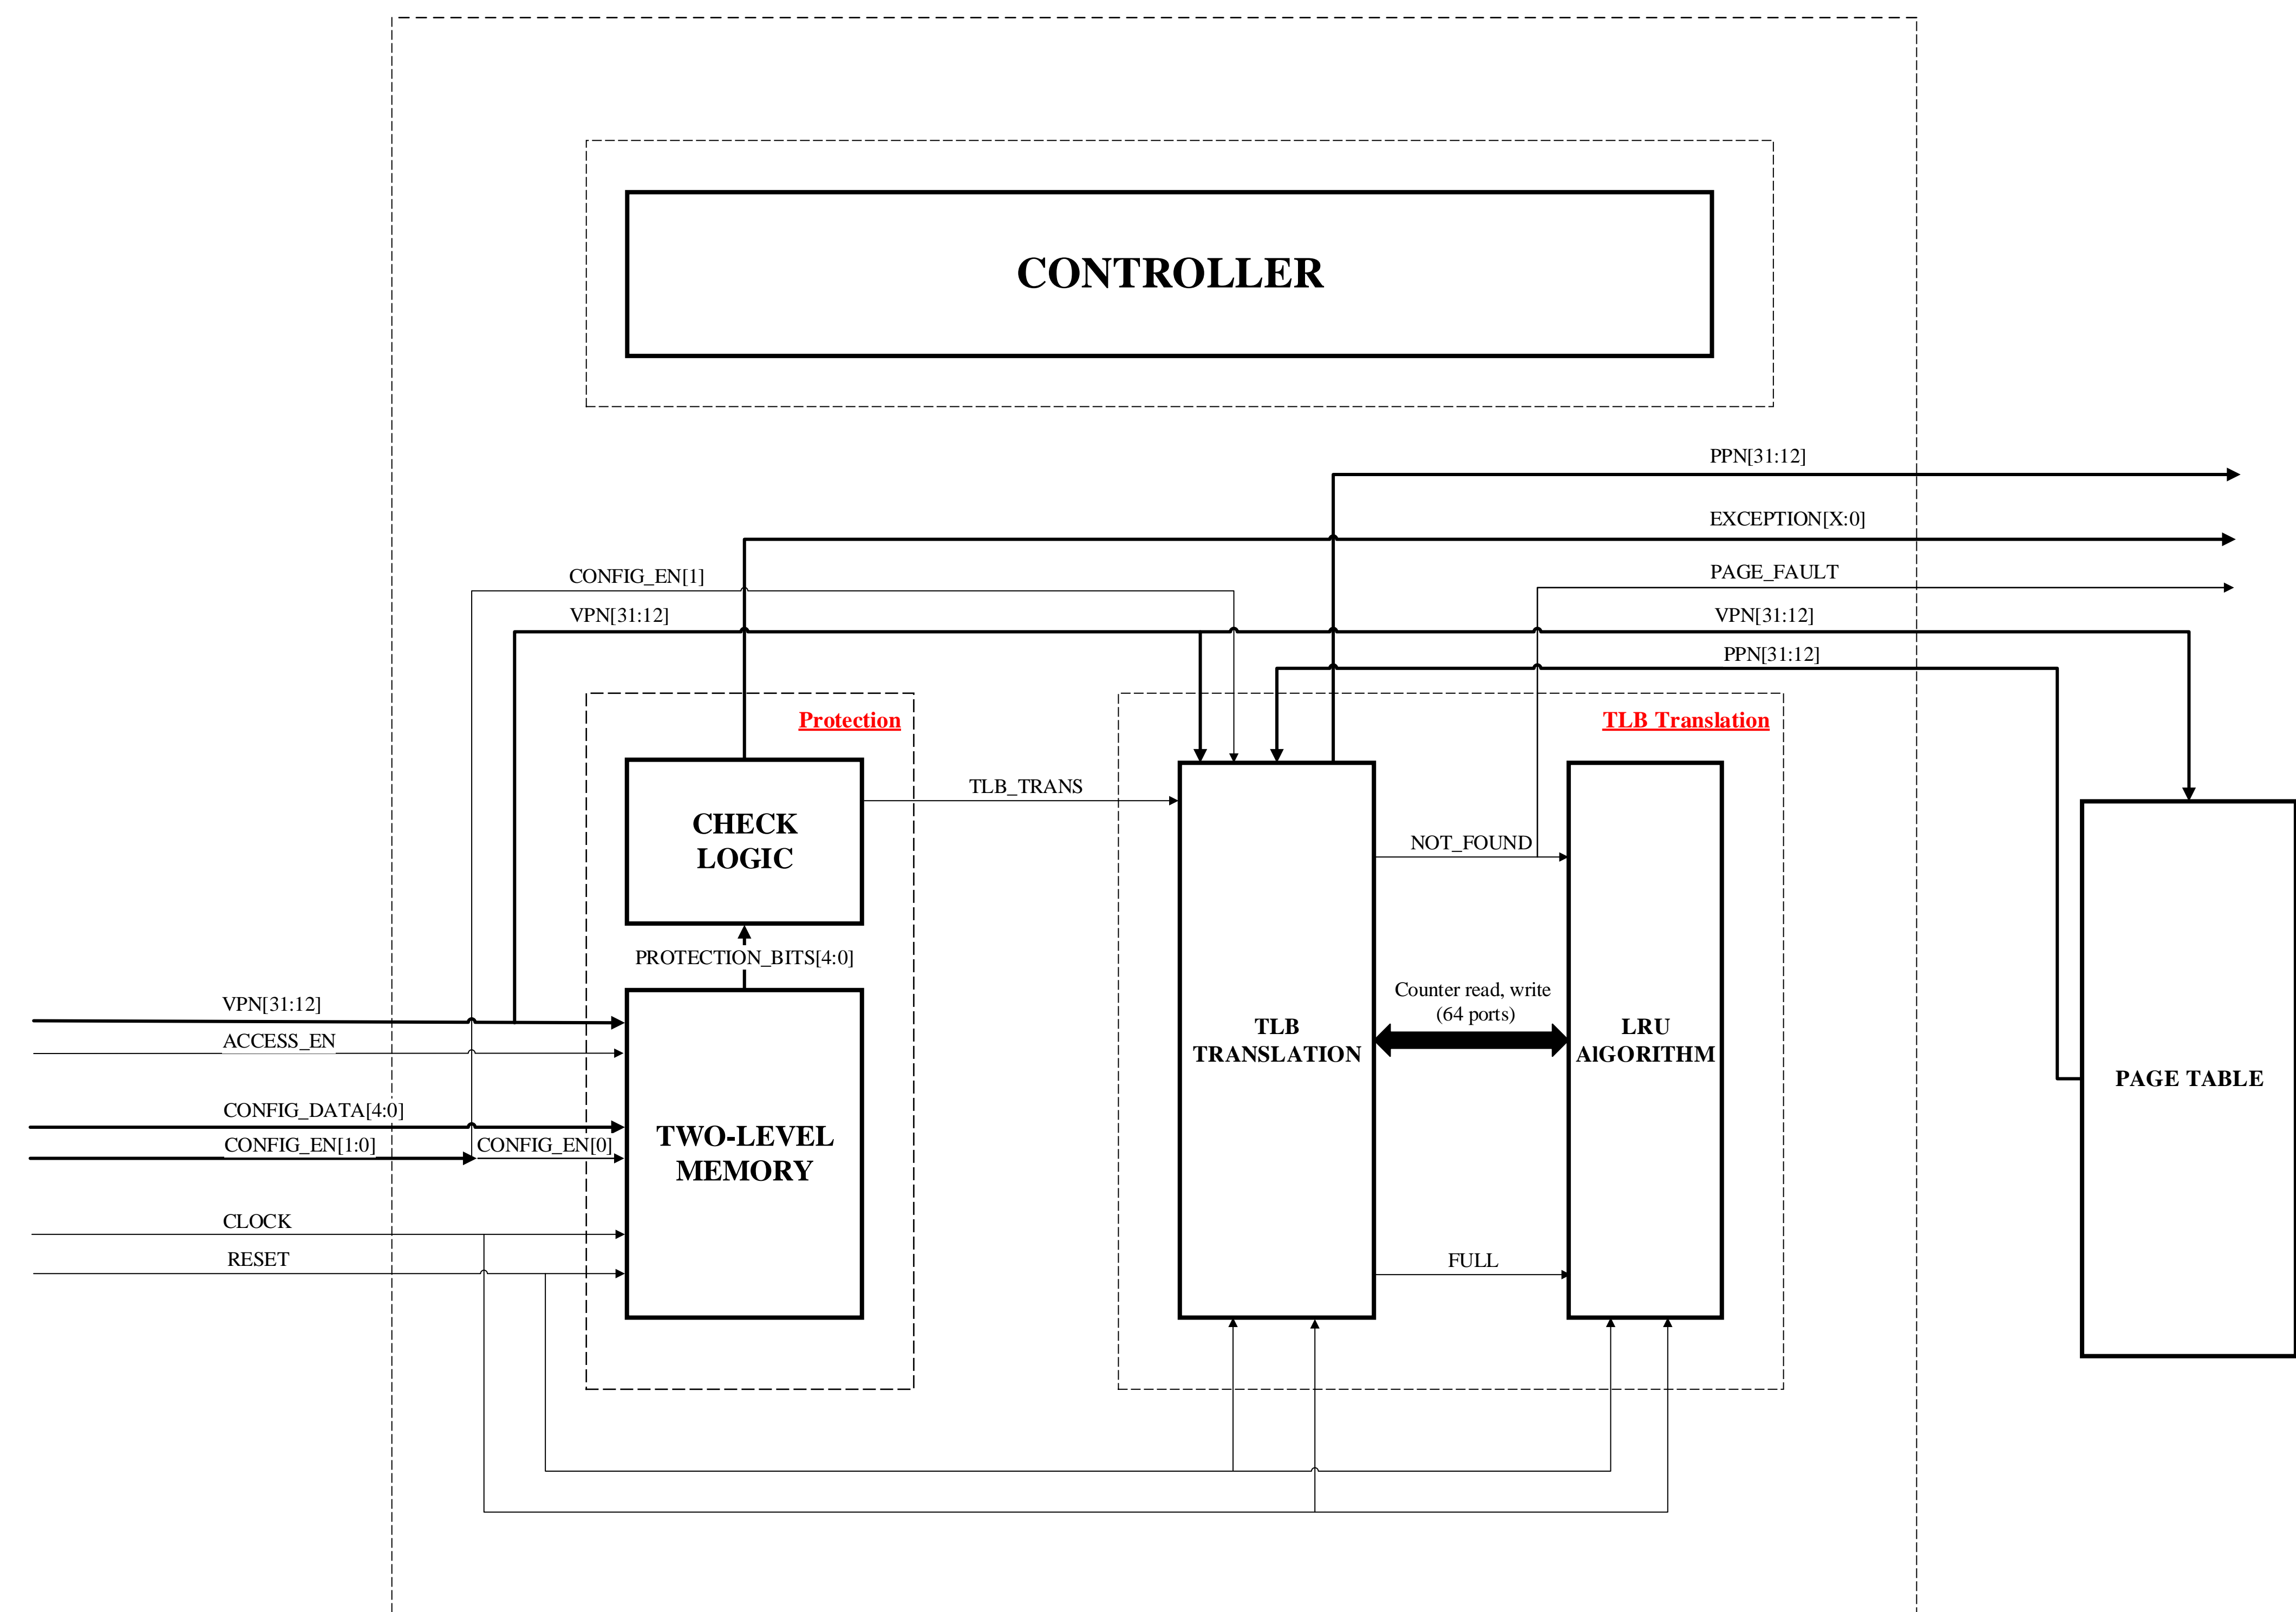 CONTROLLER
PPN[31:12]
EXCEPTION[X:0]
CONFIG_EN[1]
PAGE_FAULT
VPN[31:12]
VPN[31:12]
PPN[31:12]
Protection
TLB Translation
TLB_TRANS
CHECK
LOGIC
NOT_FOUND
PROTECTION_BITS[4:0]
VPN[31:12]
ACCESS_EN
CONFIG_DATA[4:0]
CONFIG_EN[1:0]
CONFIG_EN[0]
TWO-LEVEL
MEMORY
CLOCK
RESET
TLB
TRANSLATION
Counter read, write
(64 ports)
LRU
AlGORITHM
FULL
PAGE TABLE